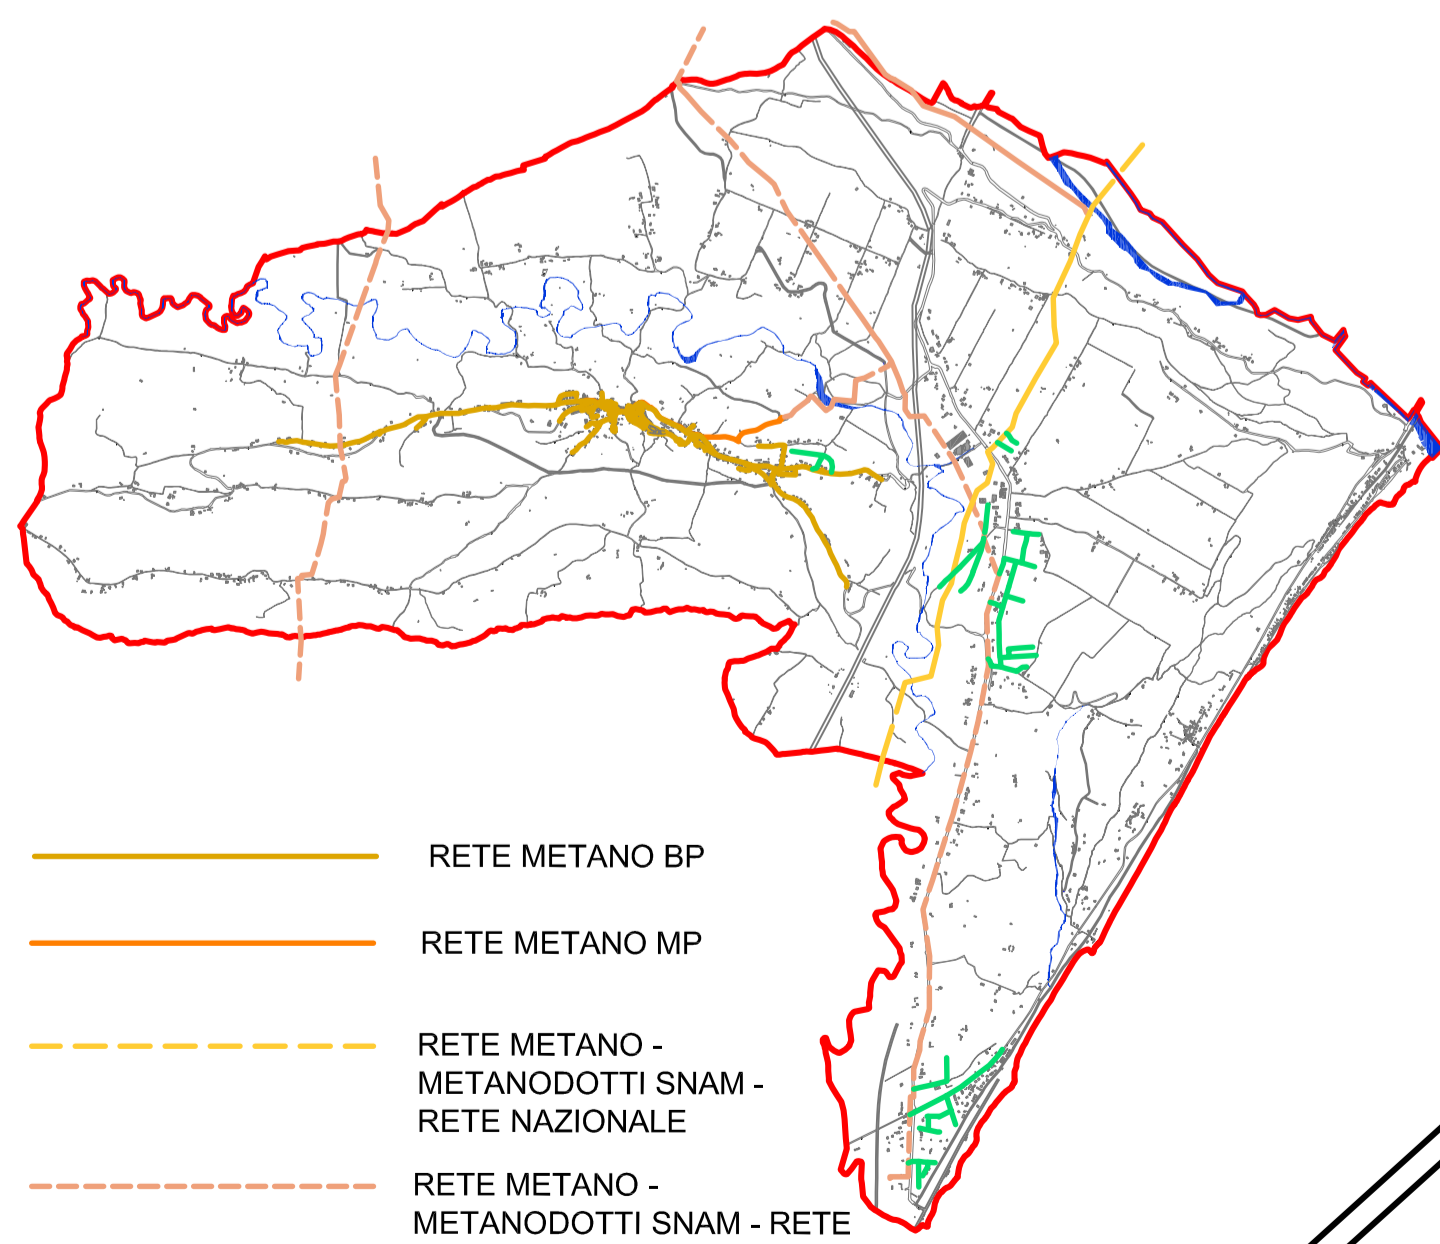 RETE METANO BP
RETE METANO MP
RETE METANO -
METANODOTTI SNAM -
RETE NAZIONALE
RETE METANO -
METANODOTTI SNAM - RETE